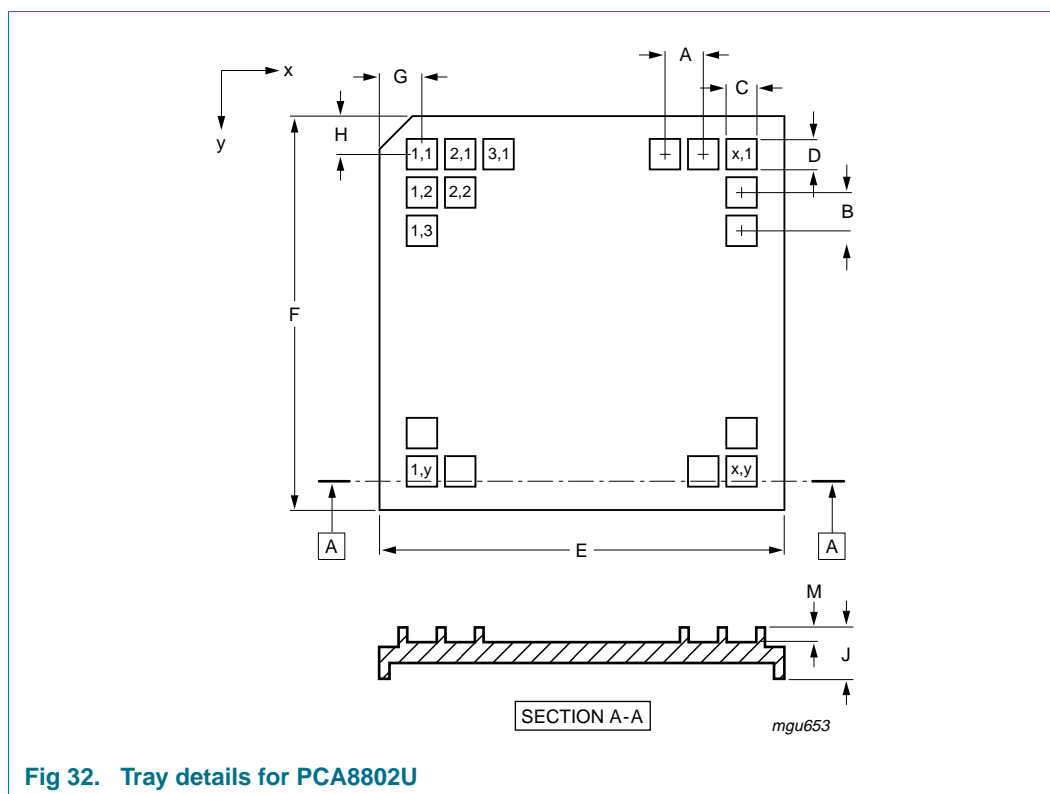 x
y
G
H
A
C
D
B
1,1 2,1 3,1 x,1
1,2 2,2
1,3
F
1,y x,y
A A
E
M
J
SECTION A-A
mgu653
Fig 32. Tray details for PCA8802U